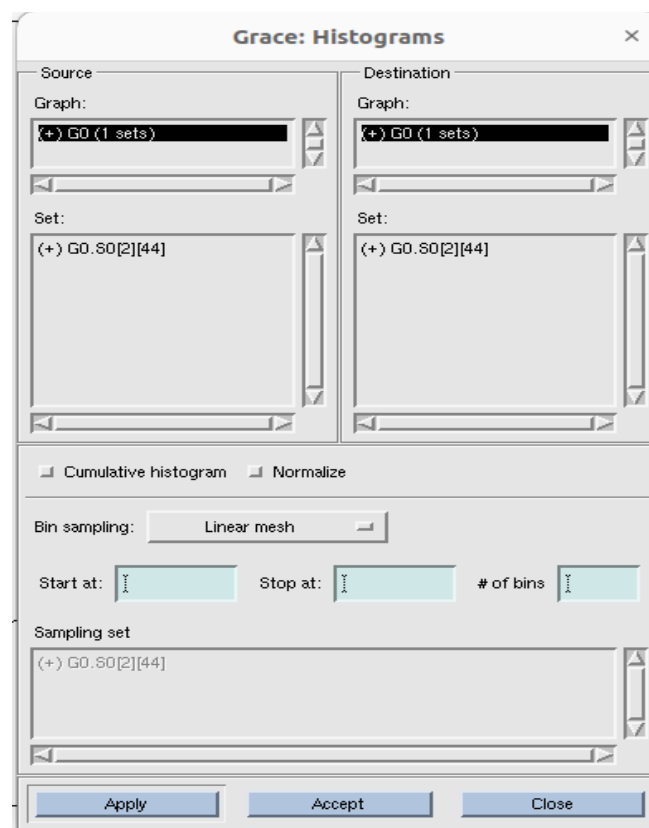 Grace: Histograms
Source
Destination
Graph:
Graph:
(+) G0 (1 sets)
(+) G0 (1 sets)
Set:
Set:
(+) G0.S0[2][44]
(+) G0.S0[2][44]
Cumulative histogram Normalize
Bin sampling: Linear mesh
Start at: Stop at: # of bins
Sampling set
(+) G0.S0[2][44]
Apply Accept Close